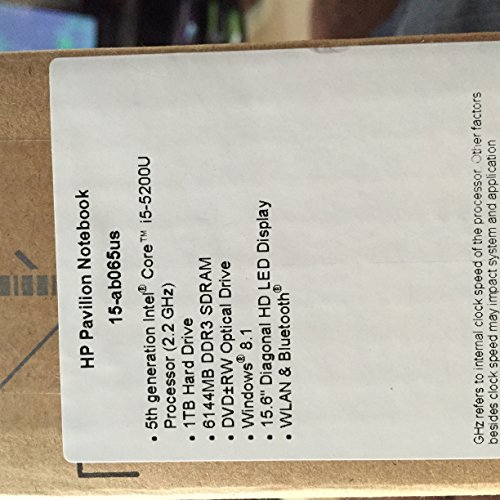 HP Pavilion Notebook
15-ab065us
• 5th generation Intel® Core™ i5-5200U
Processor (2.2 GHz)
• 1TB Hard Drive
• 6144MB DDR3 SDRAM
• DVD±RW Optical Drive
• Windows® 8.1
• 15.6" Diagonal HD LED Display
• WLAN & Bluetooth®
GHz refers to internal clock speed of the processor. Other factors
besides clock speed may impact system and application